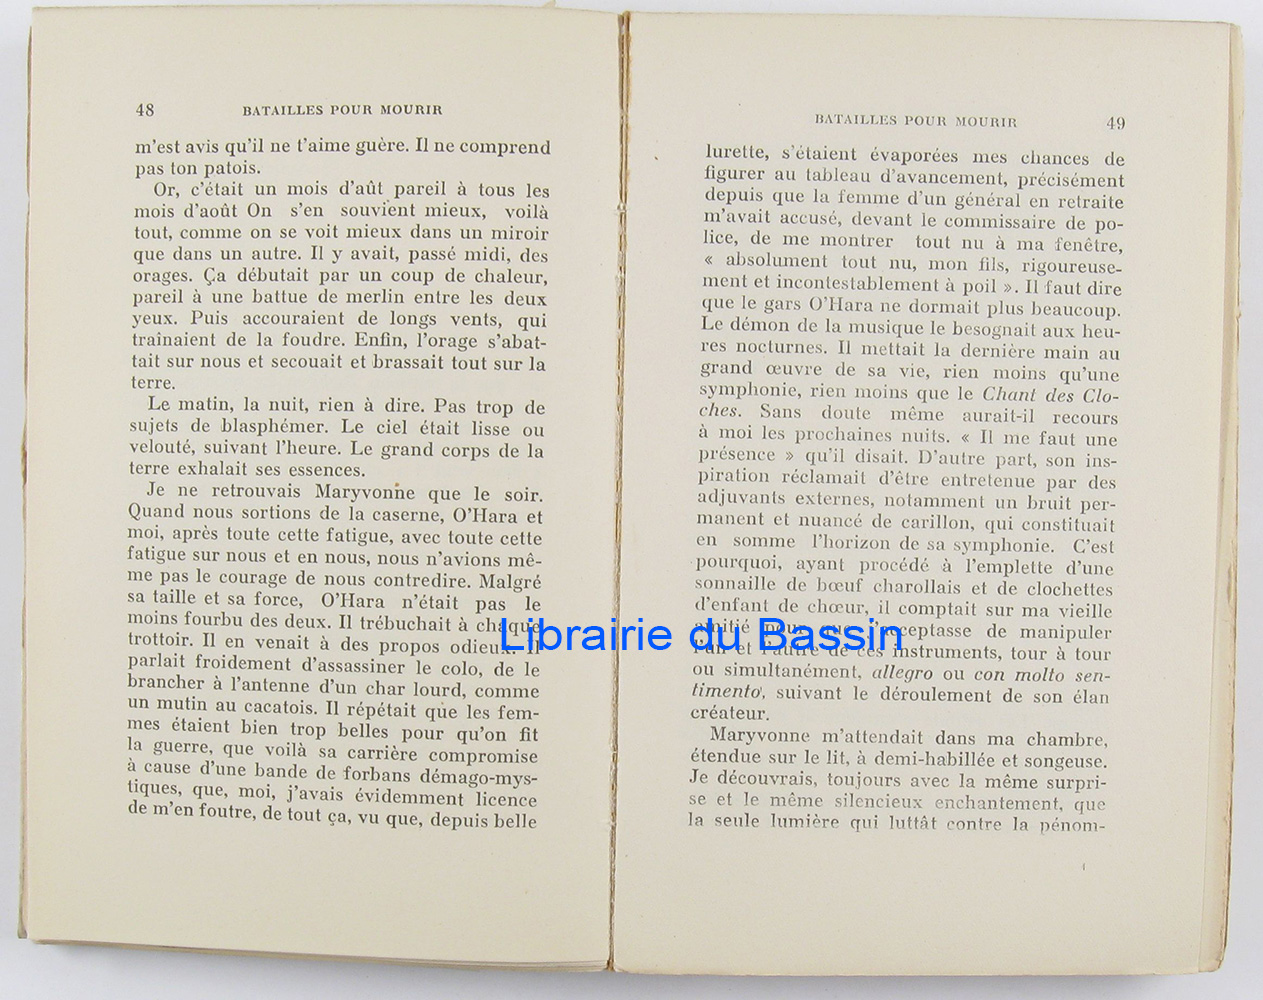 48 BATAILLES POUR MOURIR
m'est avis qu'il ne t'aime guère. Il ne comprend
pas ton patois.
Or, c'était un mois d'aût pareil à tous les
mois d'août On s'en souvient mieux, voilà
tout, comme on se voit mieux dans un miroir
que dans un autre. Il y avait, passé midi, des
orages. Ça débutait par un coup de chaleur,
pareil à une battue de merlin entre les deux
yeux. Puis accouraient de longs vents, qui
traînaient de la foudre. Enfin, l'orage s'abat-
tait sur nous et secouait et brassait tout sur la
terre.
Le matin, la nuit, rien à dire. Pas trop de
sujets de blasphémer. Le ciel était lisse ou
velouté, suivant l'heure. Le grand corps de la
terre exhalait ses essences.
Je ne retrouvais Maryvonne que le soir.
Quand nous sortions de la caserne, O'Hara et
moi, après toute cette fatigue, avec toute cette
fatigue sur nous et en nous, nous n'avions mê-
me pas le courage de nous contredire. Malgré
sa taille et sa force, O'Hara n'était pas le
moins fourbu des deux. Il trébuchait à chaque
trottoir. Il en venait à des propos odieux. Il
parlait froidement d'assassiner le colo, de le
brancher à l'antenne d'un char lourd, comme
un mutin au cacatois. Il répétait que les fem-
mes étaient bien trop belles pour qu'on fit
la guerre, que voilà sa carrière compromise
à cause d'une bande de forbans démago-mys-
tiques, que, moi, j'avais évidemment licence
de m'en foutre, de tout ça, vu que, depuis belle
BATAILLES POUR MOURIR 49
lurette, s'étaient évaporées mes chances de
figurer au tableau d'avancement, précisément
depuis que la femme d'un général en retraite
m'avait accusé, devant le commissaire de po-
lice, de me montrer tout nu à ma fenêtre,
« absolument tout nu, mon fils, rigoureuse-
ment et incontestablement à poil ». Il faut dire
que le gars O'Hara ne dormait plus beaucoup.
Le démon de la musique le besognait aux heu-
res nocturnes. Il mettait la dernière main au
grand œuvre de sa vie, rien moins qu'une
symphonie, rien moins que le Chant des Clo-
ches. Sans doute même aurait-il recours
à moi les prochaines nuits. « Il me faut une
présence » qu'il disait. D'autre part, son ins-
piration réclamait d'être entretenue par des
adjuvants externes, notamment un bruit per-
manent et nuancé de carillon, qui constituait
en somme l'horizon de sa symphonie. C'est
pourquoi, ayant procédé à l'emplette d'une
sonnaille de bœuf charollais et de clochettes
d'enfant de chœur, il comptait sur ma vieille
amitié pour que j'acceptasse de manipuler
l'un et l'autre de ces instruments, tour à tour
ou simultanément, allegro ou con molto sen-
timento, suivant le déroulement de son élan
créateur.
Maryvonne m'attendait dans ma chambre,
étendue sur le lit, à demi-habillée et songeuse.
Je découvrais, toujours avec la même surpri-
se et le même silencieux enchantement, que
la seule lumière qui luttât contre la pénom-
Librairie du Bassin